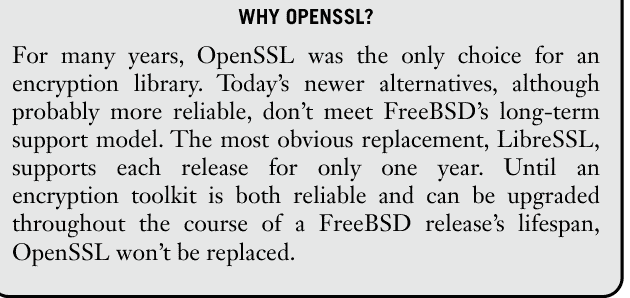 WHY OPENSSL?
For many years, OpenSSL was the only choice for an
encryption library. Today’s newer alternatives, although
probably more reliable, don’t meet FreeBSD’s long-term
support model. The most obvious replacement, LibreSSL,
supports each release for only one year. Until an
encryption toolkit is both reliable and can be upgraded
throughout the course of a FreeBSD release’s lifespan,
OpenSSL won’t be replaced.